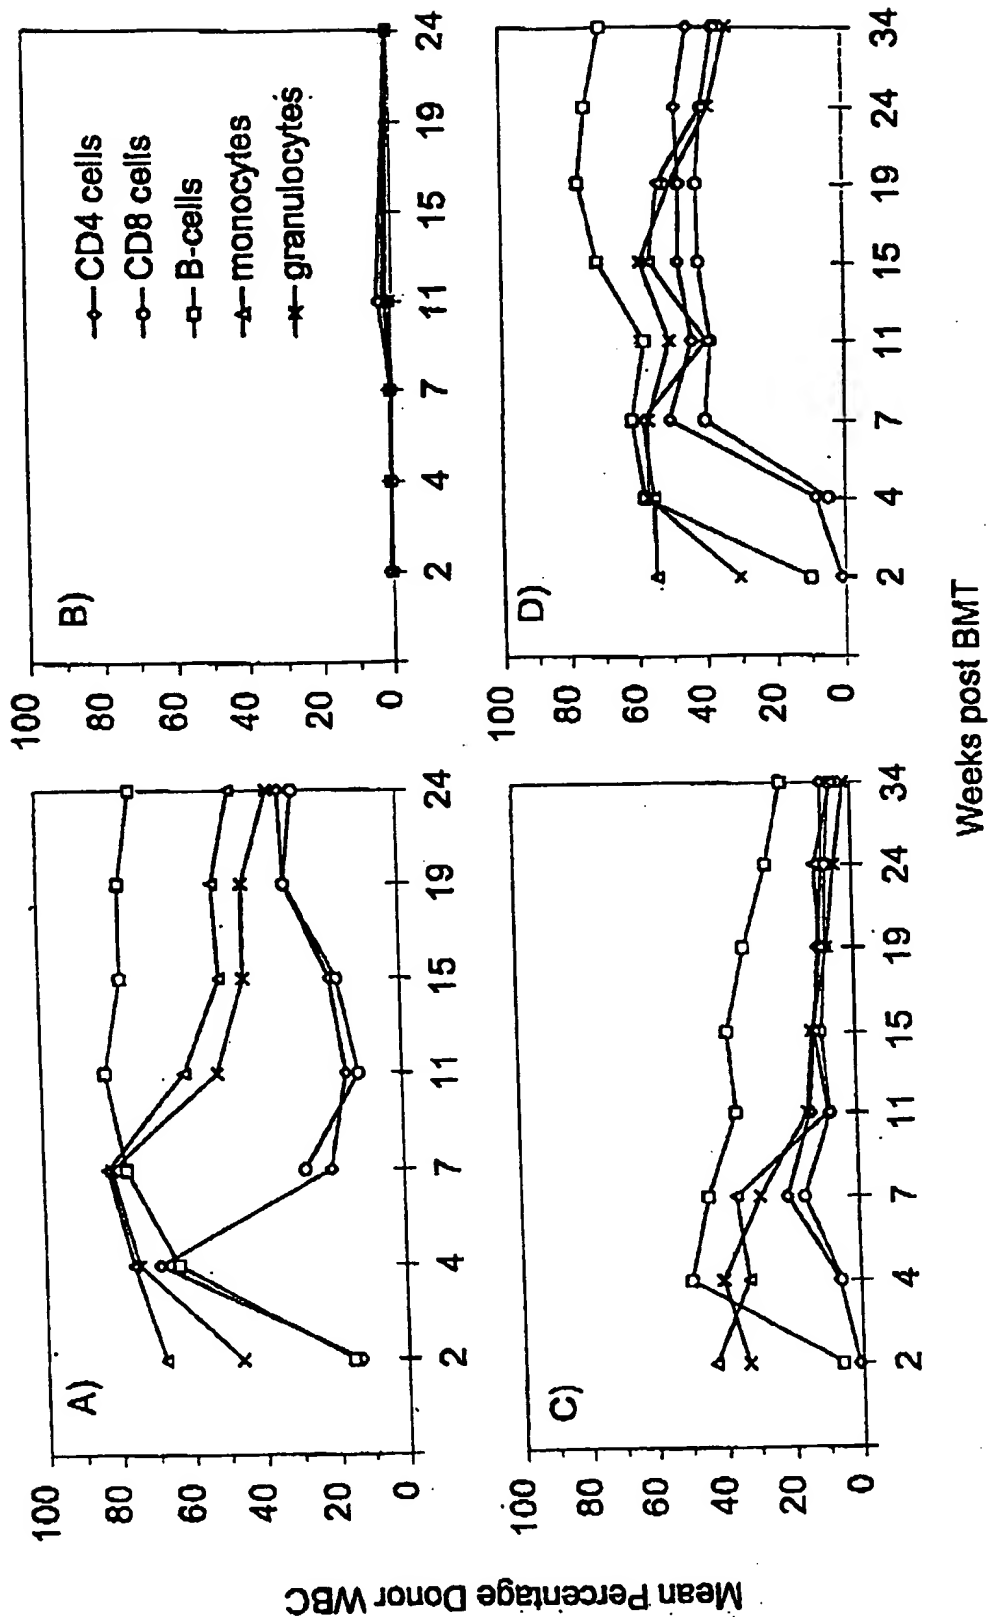 Mean Percentage Donor WBC
A)
100
80
60
40
20
0
2 4 7 11 15 19 24
B)
CD4 cells
CD8 cells
B-cells
monocytes
granulocytes
100
80
60
40
20
0
2 4 7 11 15 19 24
C)
100
80
60
40
20
0
2 4 7 11 15 19 24 34
D)
100
80
60
40
20
0
2 4 7 11 15 19 24 34
Weeks post BMT